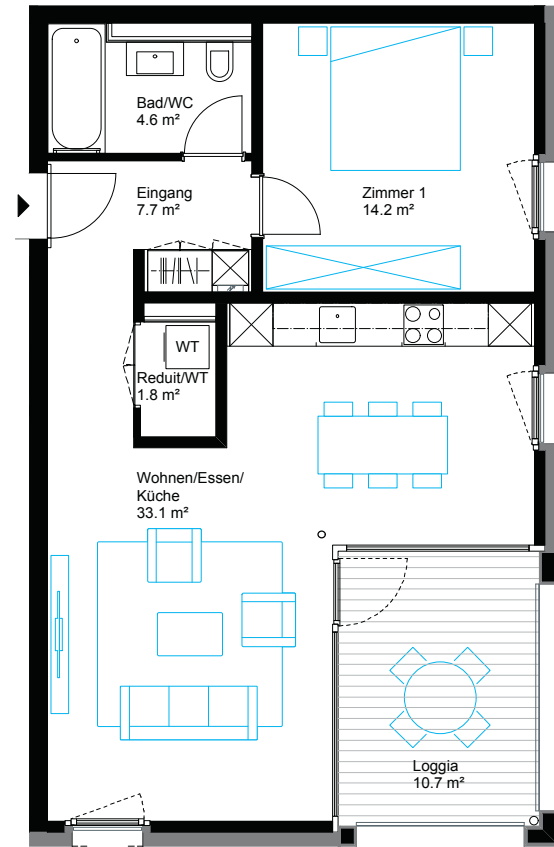 Bad/WC
4.6 m²
Eingang
7.7 m²
Zimmer 1
14.2 m²
WT
Reduit/WT
1.8 m²
Wohnen/Essen/
Küche
33.1 m²
Loggia
10.7 m²